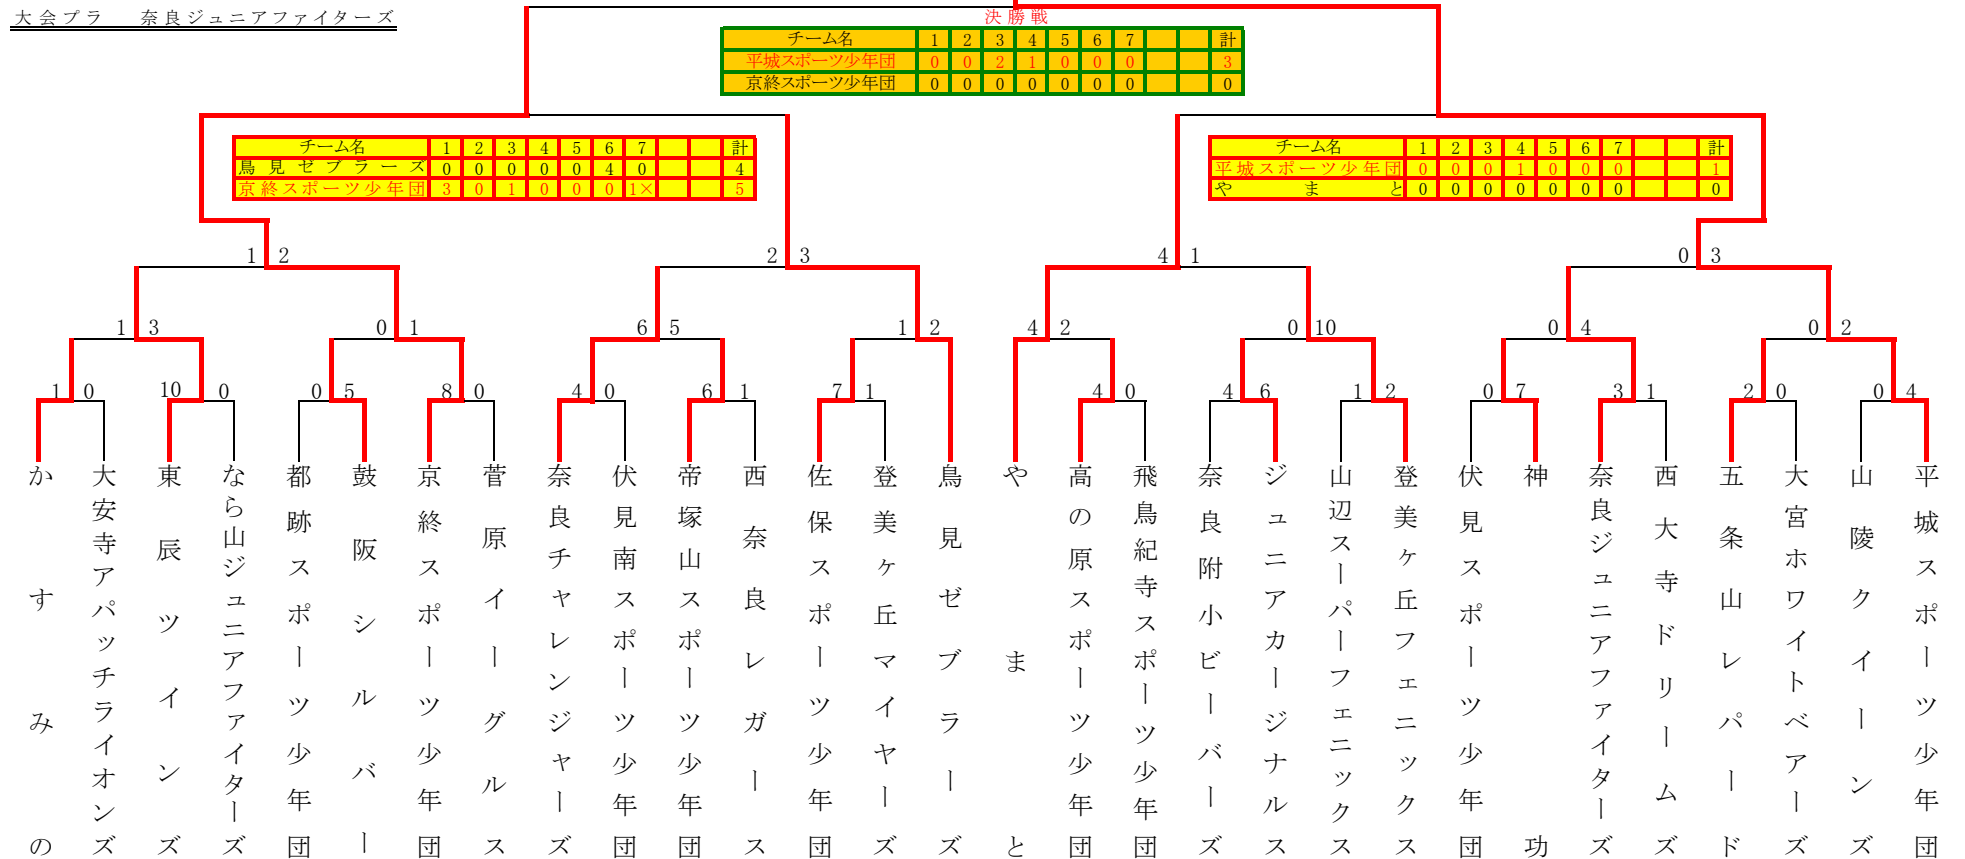 大会プラ　奈良ジュニアファイターズ
決勝戦
チーム名 1 2 3 4 5 6 7 計
平城スポーツ少年団 0 0 2 1 0 0 0 3
京終スポーツ少年団 0 0 0 0 0 0 0 0
チーム名 1 2 3 4 5 6 7 計
鳥見ゼブラーズ 0 0 0 0 0 4 0 4
京終スポーツ少年団 3 0 1 0 0 0 1× 5
チーム名 1 2 3 4 5 6 7 計
平城スポーツ少年団 0 0 0 1 0 0 0 1
やまと 0 0 0 0 0 0 0 0
1 2 2 3 4 1 0 3
1 3 0 1 6 5 1 2 4 2 0 10 0 4 0 2
1 0 10 0 0 5 8 0 4 0 6 1 7 1 4 0 4 6 1 2 0 7 3 1 2 0 0 4
かすみの
大安寺アパッチライオンズ
東辰ツインズ
なら山ジュニアファイターズ
都跡スポーツ少年団
鼓阪シルバー
京終スポーツ少年団
菅原イーグルス
奈良チャレンジャーズ
伏見南スポーツ少年団
帝塚山スポーツ少年団
西奈良レガース
佐保スポーツ少年団
登美ヶ丘マイヤーズ
鳥見ゼブラーズ
やまと
高の原スポーツ少年団
飛鳥紀寺スポーツ少年団
奈良附小ビーバーズ
ジュニアカージナルス
山辺スーパーフェニックス
登美ヶ丘フェニックス
伏見スポーツ少年団
神功
奈良ジュニアファイターズ
西大寺ドリームズ
五条山レパード
大宮ホワイトベアーズ
山陵クイーンズ
平城スポーツ少年団